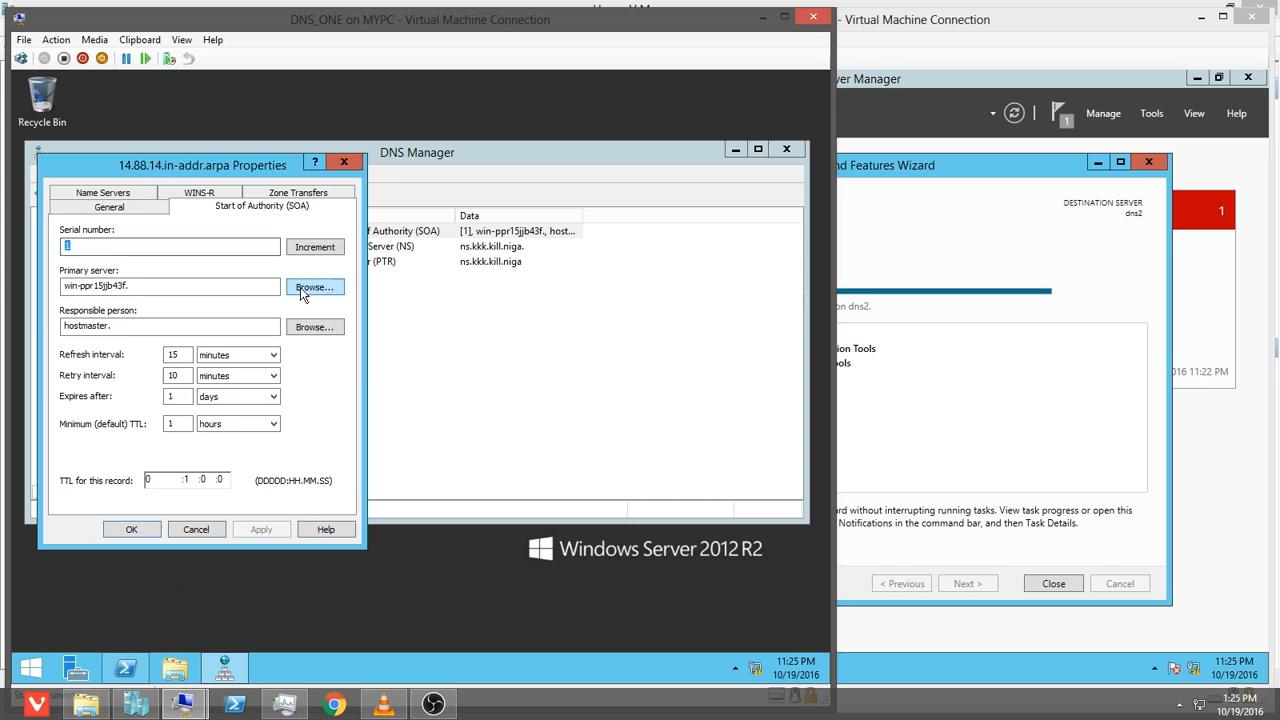 DNS_ONE on MYPC - Virtual Machine Connection
- Virtual Machine Connection
File Action Media Clipboard View Help
Recycle Bin
DNS Manager
14.88.14.in-addr.arpa Properties
?
Name Servers WINS-R Zone Transfers
General Start of Authority (SOA)
Serial number:
1 Increment
Primary server:
win-ppr15jjb43f. Browse...
Responsible person:
hostmaster. Browse...
Refresh interval: 15 minutes
Retry interval: 10 minutes
Expires after: 1 days
Minimum (default) TTL: 1 hours
TTL for this record: 0 :1 :0 :0 (DDDDD:HH.MM.SS)
OK Cancel Apply Help
Data
f Authority (SOA) [1], win-ppr15jjb43f., host...
Server (NS) ns.kkk.kill.niga.
r (PTR) ns.kkk.kill.niga
Windows Server 2012 R2
11:25 PM
10/19/2016
ver Manager
1 Manage Tools View Help
nd Features Wizard
DESTINATION SERVER
dns2
1
on dns2.
ion Tools
ools
016 11:22 PM
rd without interrupting running tasks. View task progress or open this
Notifications in the command bar, and then Task Details.
< Previous Next > Close Cancel
11:25 PM
10/19/2016
1:25 PM
10/19/2016